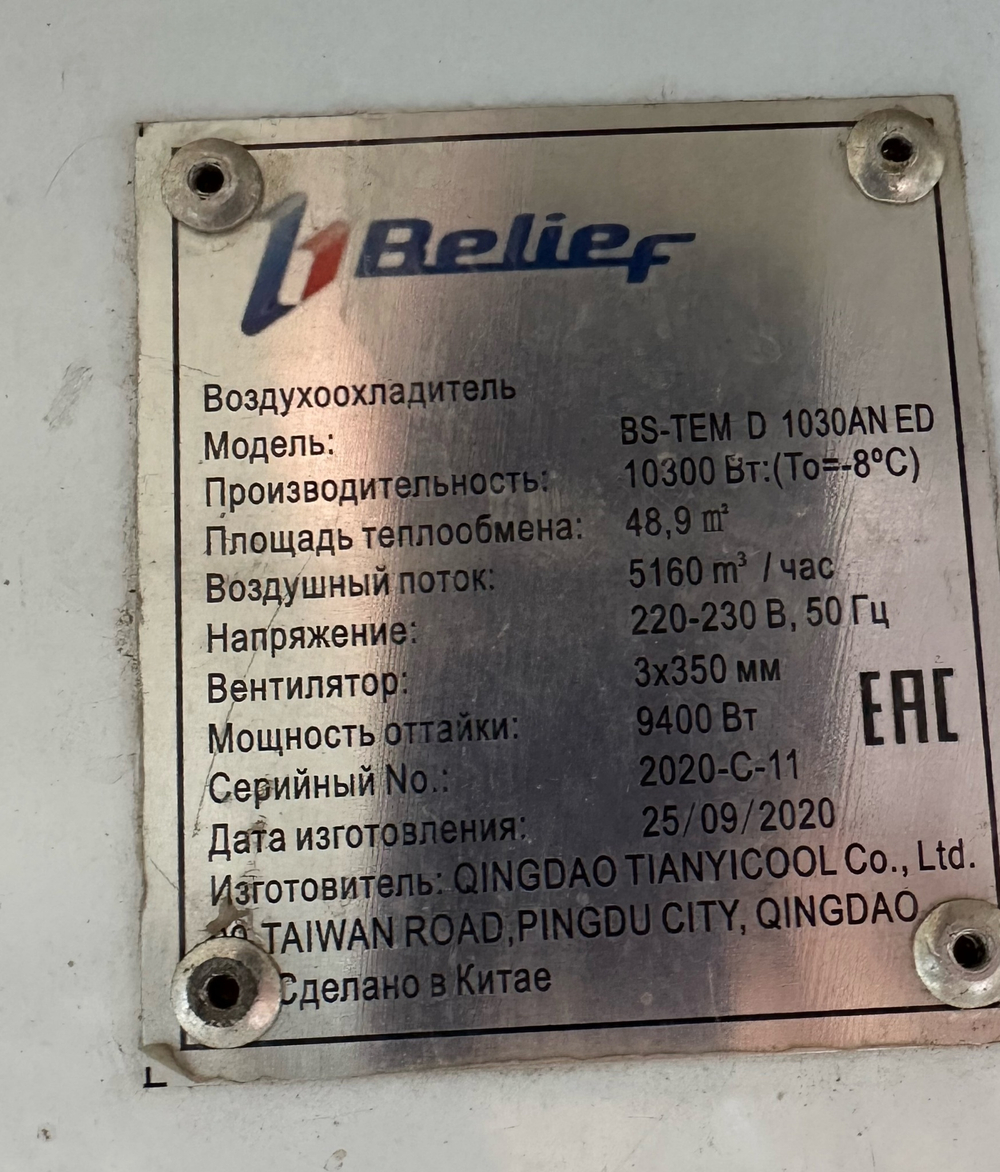 Belief
Воздухоохладитель
Модель: BS-TEM D 1030AN ED
Производительность: 10300 Вт:(To=-8°C)
Площадь теплообмена: 48,9 m²
Воздушный поток: 5160 m³ / час
Напряжение: 220-230 В, 50 Гц
Вентилятор: 3x350 мм
Мощность оттайки: 9400 Вт
EAC
Серийный No.: 2020-C-11
Дата изготовления: 25/09/2020
Изготовитель: QINGDAO TIANYICOOL Co., Ltd.
TAIWAN ROAD,PINGDU CITY, QINGDAO
Сделано в Китае